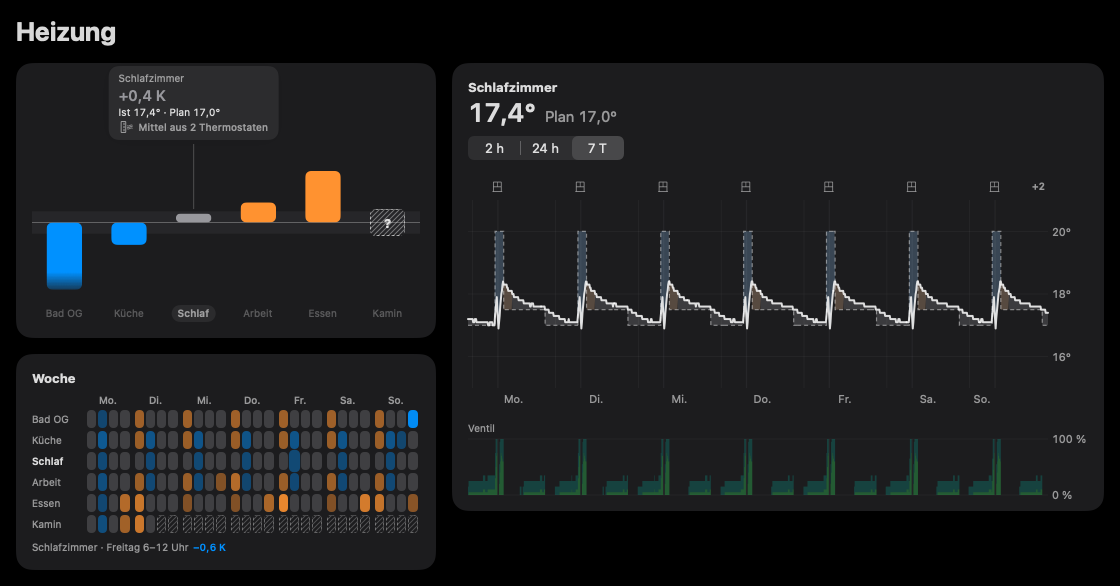 Heizung
Schlafzimmer
+0,4 K
Ist 17,4° · Plan 17,0°
Mittel aus 2 Thermostaten
?
Bad OG Küche Schlaf Arbeit Essen Kamin
Woche
Mo. Di. Mi. Do. Fr. Sa. So.
Bad OG
Küche
Schlaf
Arbeit
Essen
Kamin
Schlafzimmer · Freitag 6–12 Uhr −0,6 K
Schlafzimmer
17,4° Plan 17,0°
2 h 24 h 7 T
+2
20°
18°
16°
Mo. Di. Mi. Do. Fr. Sa. So.
Ventil
100 %
0 %